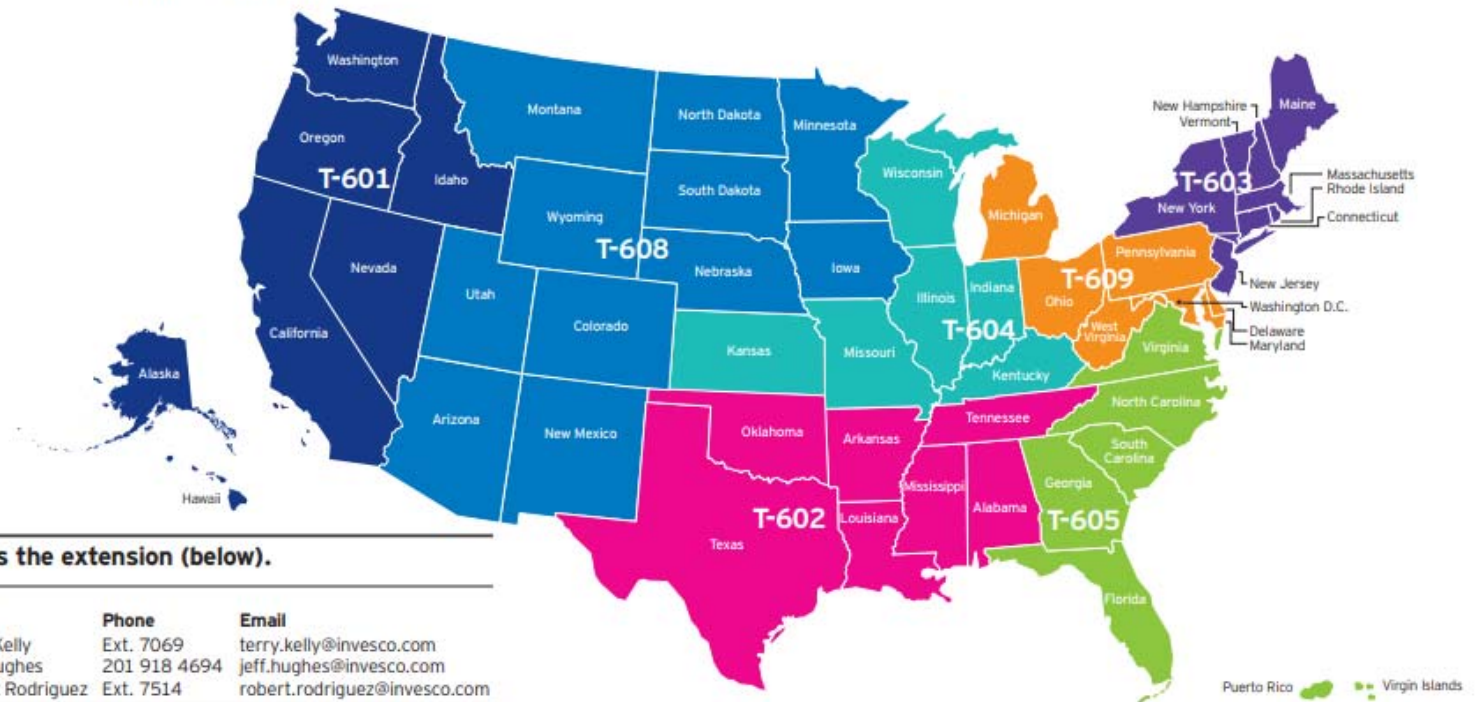 Washington
Montana
North Dakota
Minnesota
New Hampshire
Vermont
Maine
Oregon
T-601
Idaho
Wisconsin
South Dakota
Wyoming
T-608
Michigan
T-603
New York
Massachusetts
Rhode Island
Connecticut
Nevada
Utah
Nebraska
Iowa
Illinois
Indiana
T-604
Pennsylvania
T-609
Ohio
New Jersey
Washington D.C.
Delaware
Maryland
California
Colorado
Kansas
Missouri
West
Virginia
Virginia
Kentucky
Alaska
Arizona
New Mexico
Oklahoma
Arkansas
Tennessee
North Carolina
South
Carolina
Hawaii
Texas
T-602
Louisiana
Mississippi
Alabama
Georgia
T-605
Florida
Puerto Rico
Virgin Islands
s the extension (below).
Phone Email
Kelly Ext. 7069 terry.kelly@invesco.com
ughes 201 918 4694 jeff.hughes@invesco.com
Rodriguez Ext. 7514 robert.rodriguez@invesco.com